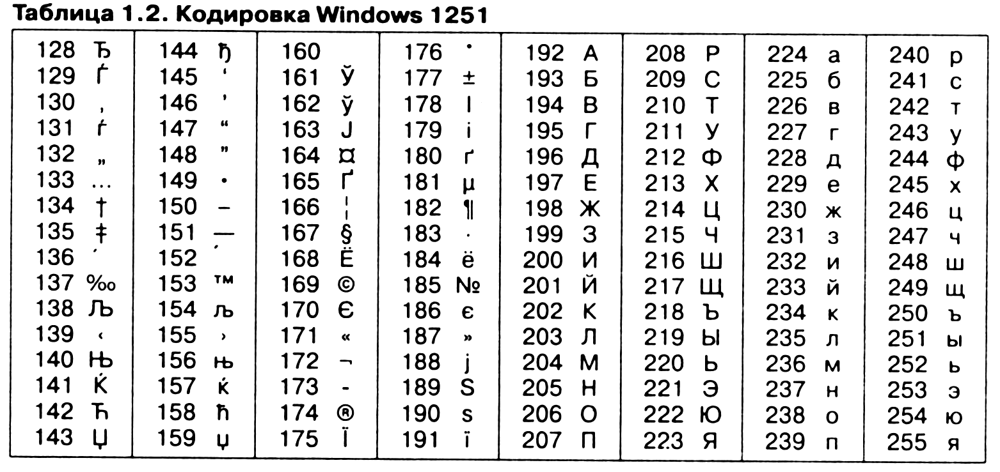 Таблица 1.2. Кодировка Windows 1251
128 Ђ 144 ђ 160 176 ° 192 А 208 Р 224 а 240 р
129 Ѓ 145 ‘ 161 Ў 177 ± 193 Б 209 С 225 б 241 с
130 ‚ 146 ’ 162 ў 178 І 194 В 210 Т 226 в 242 т
131 ѓ 147 “ 163 Ј 179 і 195 Г 211 У 227 г 243 у
132 „ 148 ” 164 ¤ 180 ґ 196 Д 212 Ф 228 д 244 ф
133 … 149 • 165 Ґ 181 µ 197 Е 213 Х 229 е 245 х
134 † 150 – 166 ¦ 182 ¶ 198 Ж 214 Ц 230 ж 246 ц
135 ‡ 151 — 167 § 183 · 199 З 215 Ч 231 з 247 ч
136 ´ 152 ´ 168 Ё 184 ё 200 И 216 Ш 232 и 248 ш
137 ‰ 153 ™ 169 © 185 № 201 Й 217 Щ 233 й 249 щ
138 Љ 154 љ 170 Є 186 є 202 К 218 Ъ 234 к 250 ъ
139 ‹ 155 › 171 « 187 » 203 Л 219 Ы 235 л 251 ы
140 Њ 156 њ 172 ¬ 188 ј 204 М 220 Ь 236 м 252 ь
141 Ќ 157 ќ 173 - 189 Ѕ 205 Н 221 Э 237 н 253 э
142 Ћ 158 ћ 174 ® 190 ѕ 206 О 222 Ю 238 о 254 ю
143 Џ 159 џ 175 Ї 191 ї 207 П 223 Я 239 п 255 я